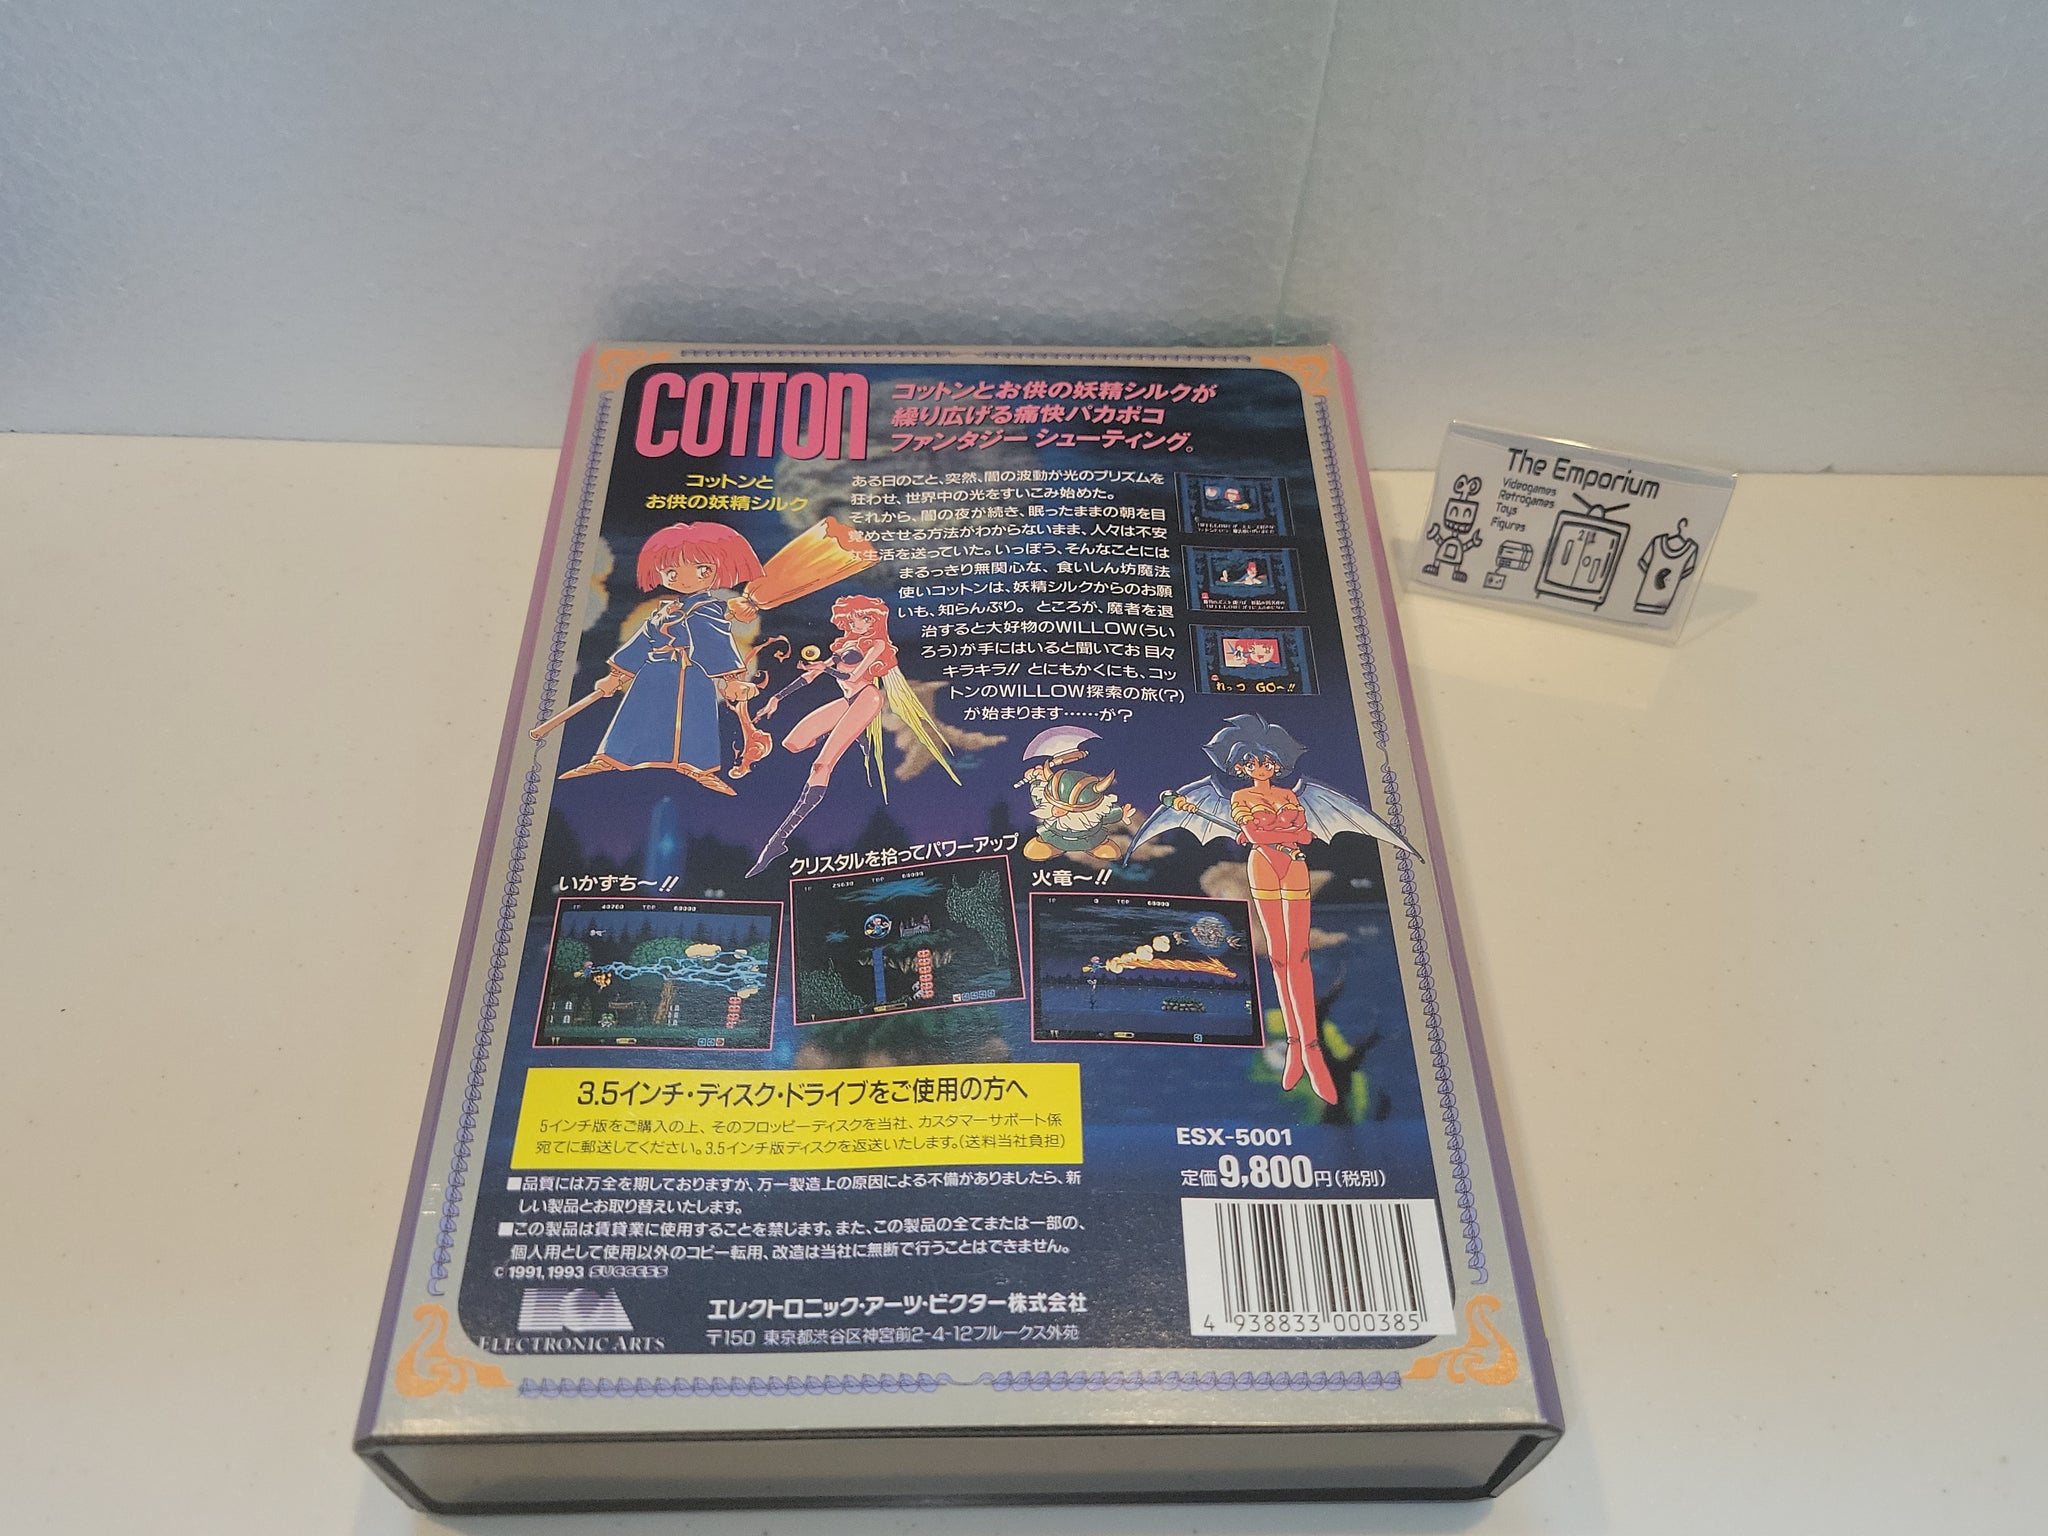 COTTON
コットンとお供の妖精シルクが
繰り広げる痛快パカポコ
ファンタジー シューティング。
コットンと
お供の妖精シルク
ある日のこと、突然、闇の波動が光のプリズムを
狂わせ、世界中の光をすいこみ始めた。
それから、闇の夜が続き、眠ったままの朝を目
覚めさせる方法がわからないまま、人々は不安
な生活を送っていた。いっぽう、そんなことには
まるっきり無関心な、食いしん坊魔法
使いコットンは、妖精シルクからのお願
いも、知らんぷり。ところが、魔者を退
治すると大好物のWILLOW(うい
ろう)が手にはいると聞いてお目々
キラキラ!! とにもかくにも、コッ
トンのWILLOW探索の旅(?)
が始まります……が?
れっつ GO〜!!
The Emporium
Videogames
Retrogames
Toys
Figures
いかずち〜!!
クリスタルを拾ってパワーアップ
火竜〜!!
3.5インチ・ディスク・ドライブをご使用の方へ
5インチ版をご購入の上、そのフロッピーディスクを当社、カスタマーサポート係
宛てに郵送してください。3.5インチ版ディスクを返送いたします。(送料当社負担)
ESX-5001
定価9,800円(税別)
■品質には万全を期しておりますが、万一製造上の原因による不備がありましたら、新
しい製品とお取り替えいたします。
■この製品は賃貸業に使用することを禁じます。また、この製品の全てまたは一部の、
個人用として使用以外のコピー転用、改造は当社に無断で行うことはできません。
© 1991, 1993 SUCCESS
ELECTRONIC ARTS
エレクトロニック・アーツ・ビクター株式会社
〒150 東京都渋谷区神宮前2-4-12フルークス外苑
4 938833 000385